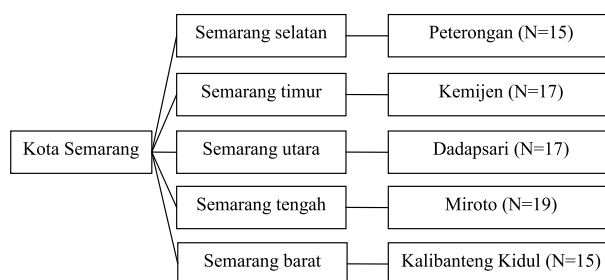 Semarang selatan
Peterongan (N=15)
Semarang timur
Kemijen (N=17)
Kota Semarang
Semarang utara
Dadapsari (N=17)
Semarang tengah
Miroto (N=19)
Semarang barat
Kalibanteng Kidul (N=15)